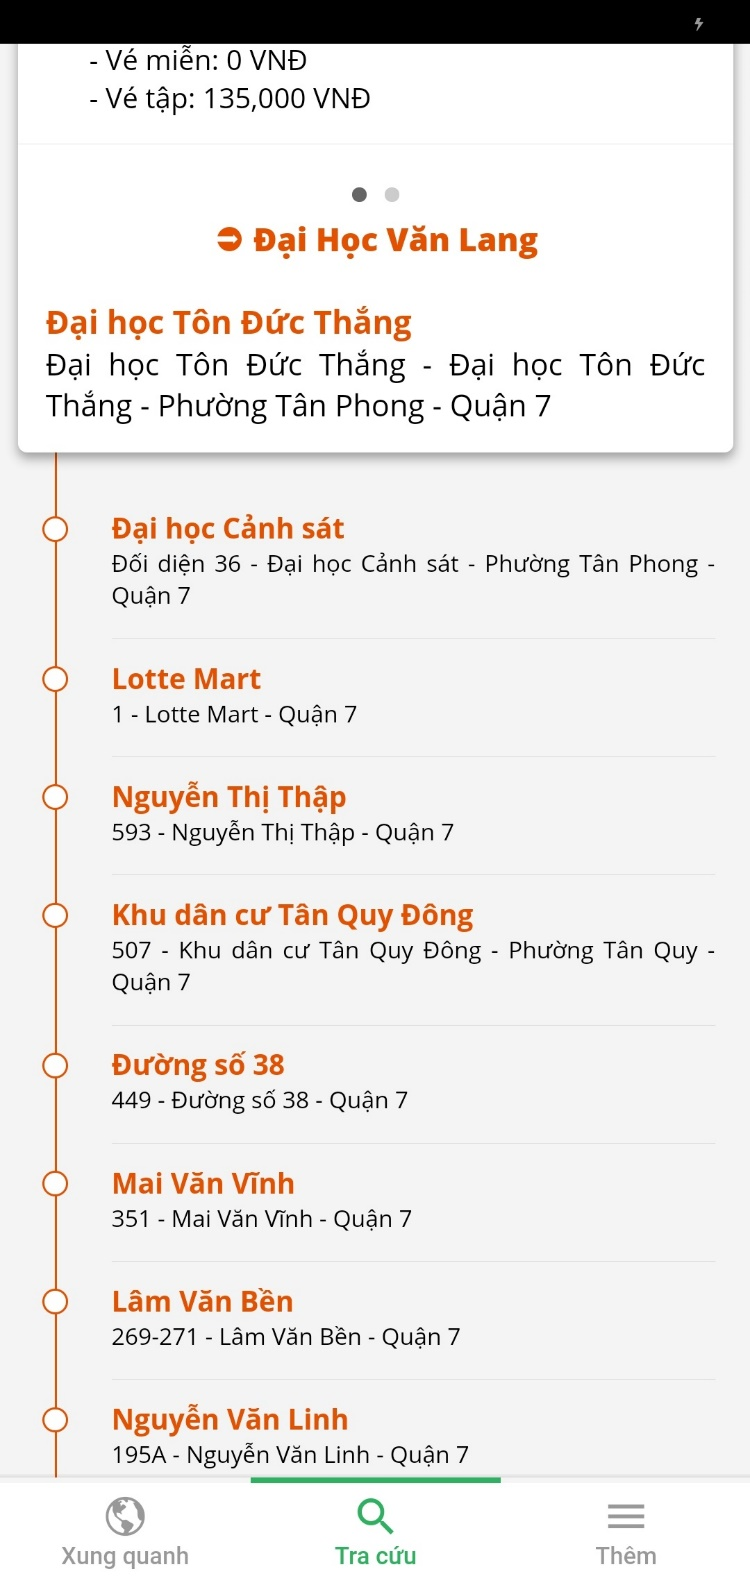 - Vé miễn: 0 VNĐ
- Vé tập: 135,000 VNĐ
Đại Học Văn Lang
Đại học Tôn Đức Thắng
Đại học Tôn Đức Thắng - Đại học Tôn Đức
Thắng - Phường Tân Phong - Quận 7
Đại học Cảnh sát
Đối diện 36 - Đại học Cảnh sát - Phường Tân Phong -
Quận 7
Lotte Mart
1 - Lotte Mart - Quận 7
Nguyễn Thị Thập
593 - Nguyễn Thị Thập - Quận 7
Khu dân cư Tân Quy Đông
507 - Khu dân cư Tân Quy Đông - Phường Tân Quy -
Quận 7
Đường số 38
449 - Đường số 38 - Quận 7
Mai Văn Vĩnh
351 - Mai Văn Vĩnh - Quận 7
Lâm Văn Bền
269-271 - Lâm Văn Bền - Quận 7
Nguyễn Văn Linh
195A - Nguyễn Văn Linh - Quận 7
Xung quanh
Tra cứu
Thêm